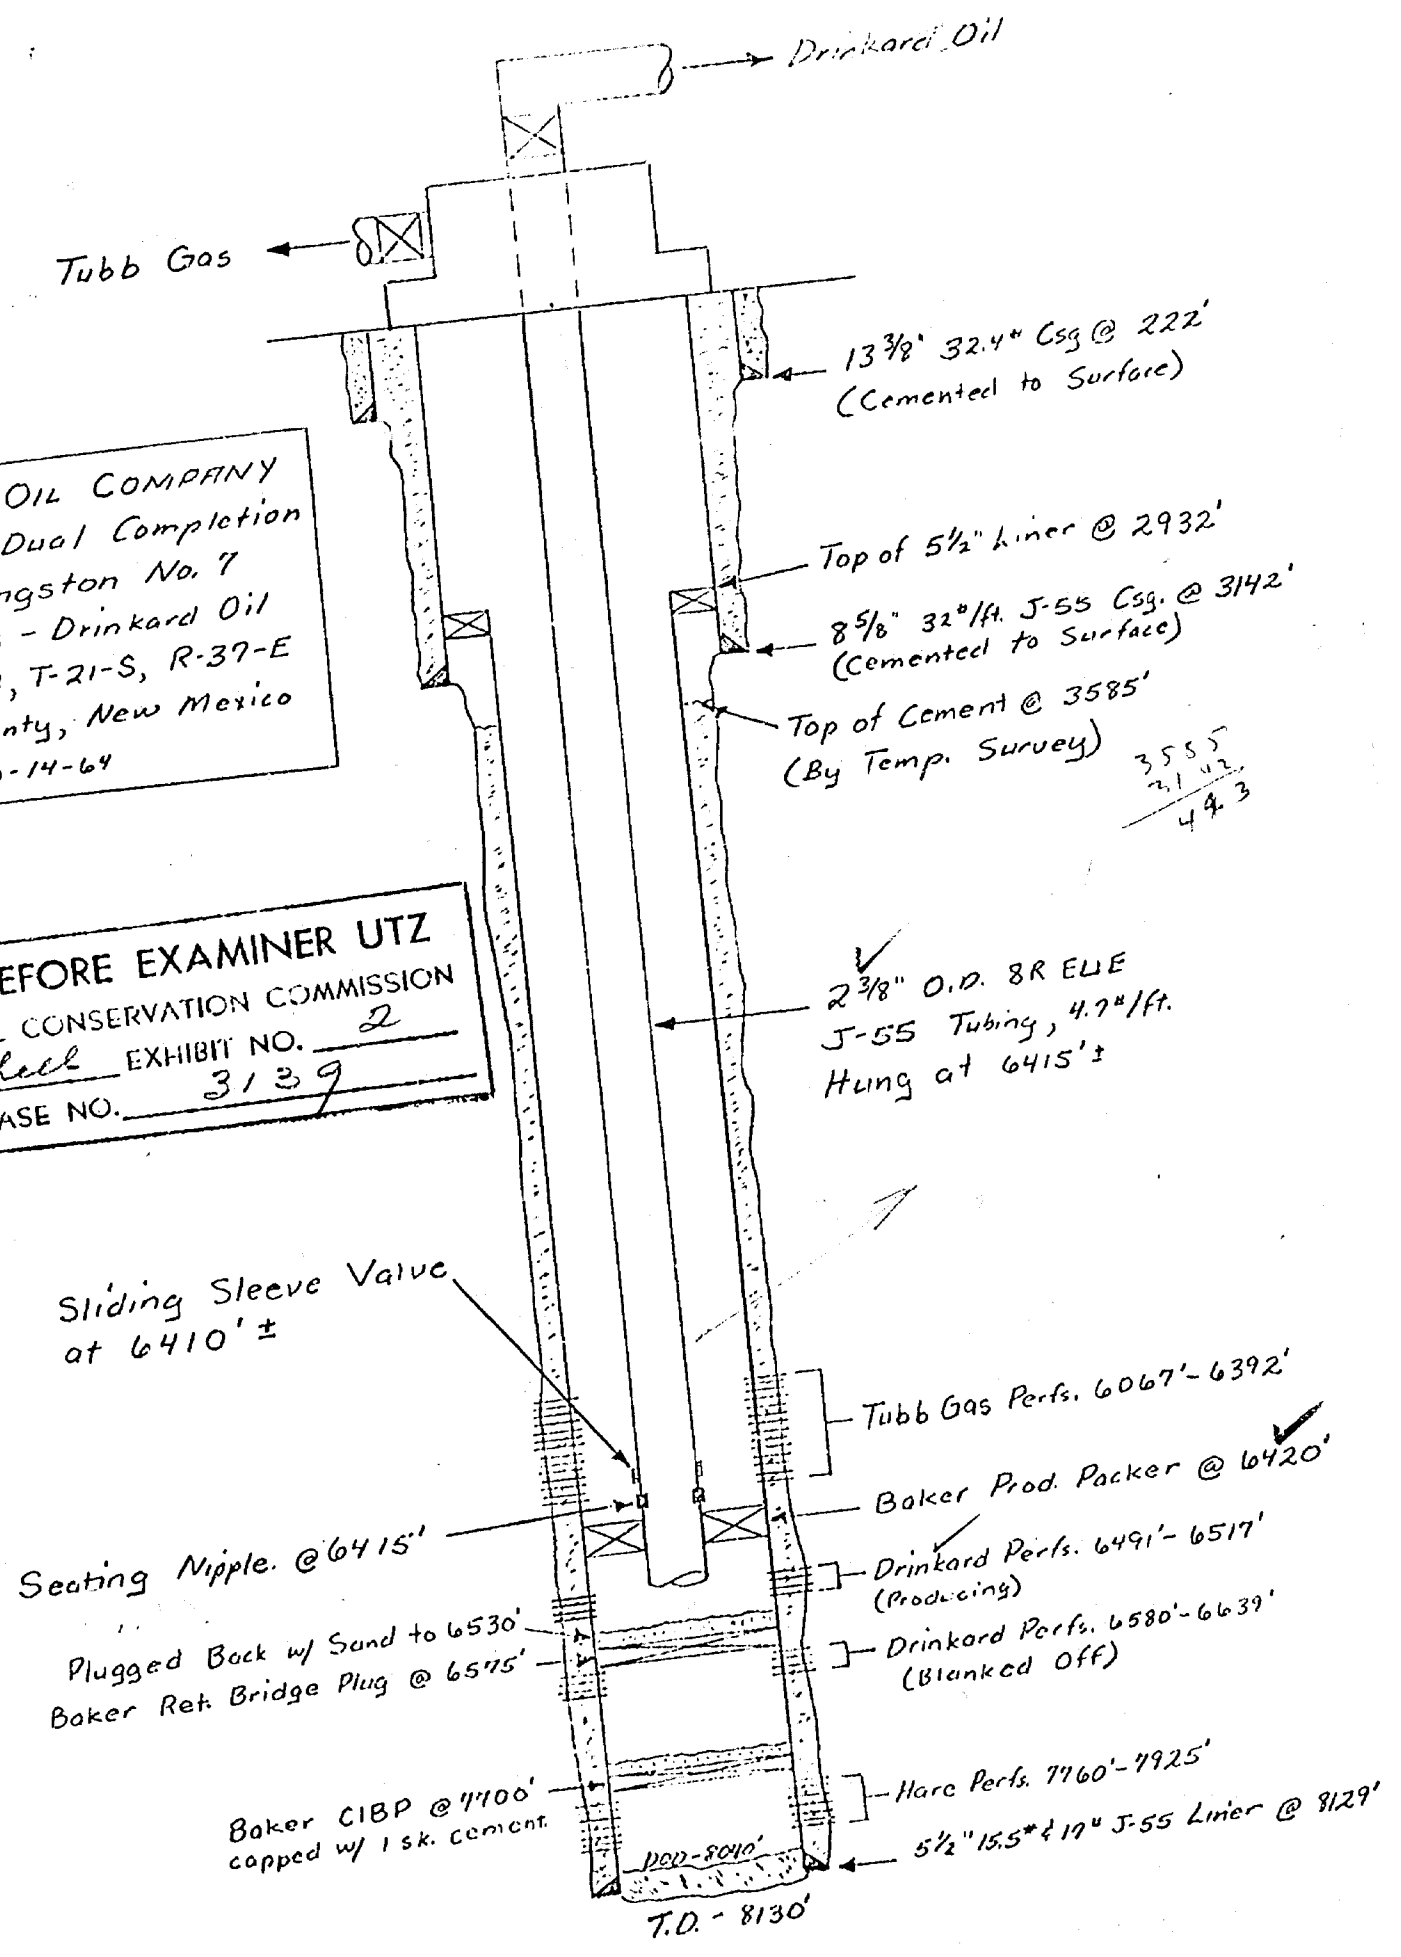 Drinkard Oil
Tubb Gas
13 3/8" 32.4# Csg @ 222'
(Cemented to Surface)
OIL COMPANY
Dual Completion
ngston No. 7
- Drinkard Oil
, T-21-S, R-37-E
nty, New Mexico
-14-64
Top of 5 1/2" Liner @ 2932'
8 5/8" 32#/ft. J-55 Csg. @ 3142'
(Cemented to Surface)
Top of Cement @ 3585'
(By Temp. Survey)
EFORE EXAMINER UTZ
CONSERVATION COMMISSION
EXHIBIT NO. 2
ASE NO. 3139
2 3/8" O.D. 8R EUE
J-55 Tubing, 4.7#/ft.
Hung at 6415' ±
Sliding Sleeve Valve
at 6410' ±
Tubb Gas Perfs. 6067'-6392'
Baker Prod. Packer @ 6420'
Seating Nipple. @ 6415'
Drinkard Perfs. 6491'-6517'
(Producing)
Plugged Back w/ Sand to 6530'
Baker Ret. Bridge Plug @ 6575'
Drinkard Perfs. 6580'-6639'
(Blanked Off)
Baker CIBP @ 7700'
capped w/ 1 sk. cement.
Hare Perfs. 7760'-7925'
5 1/2" 15.5# & 17# J-55 Liner @ 8129'
PBD-8040'
T.D. - 8130'